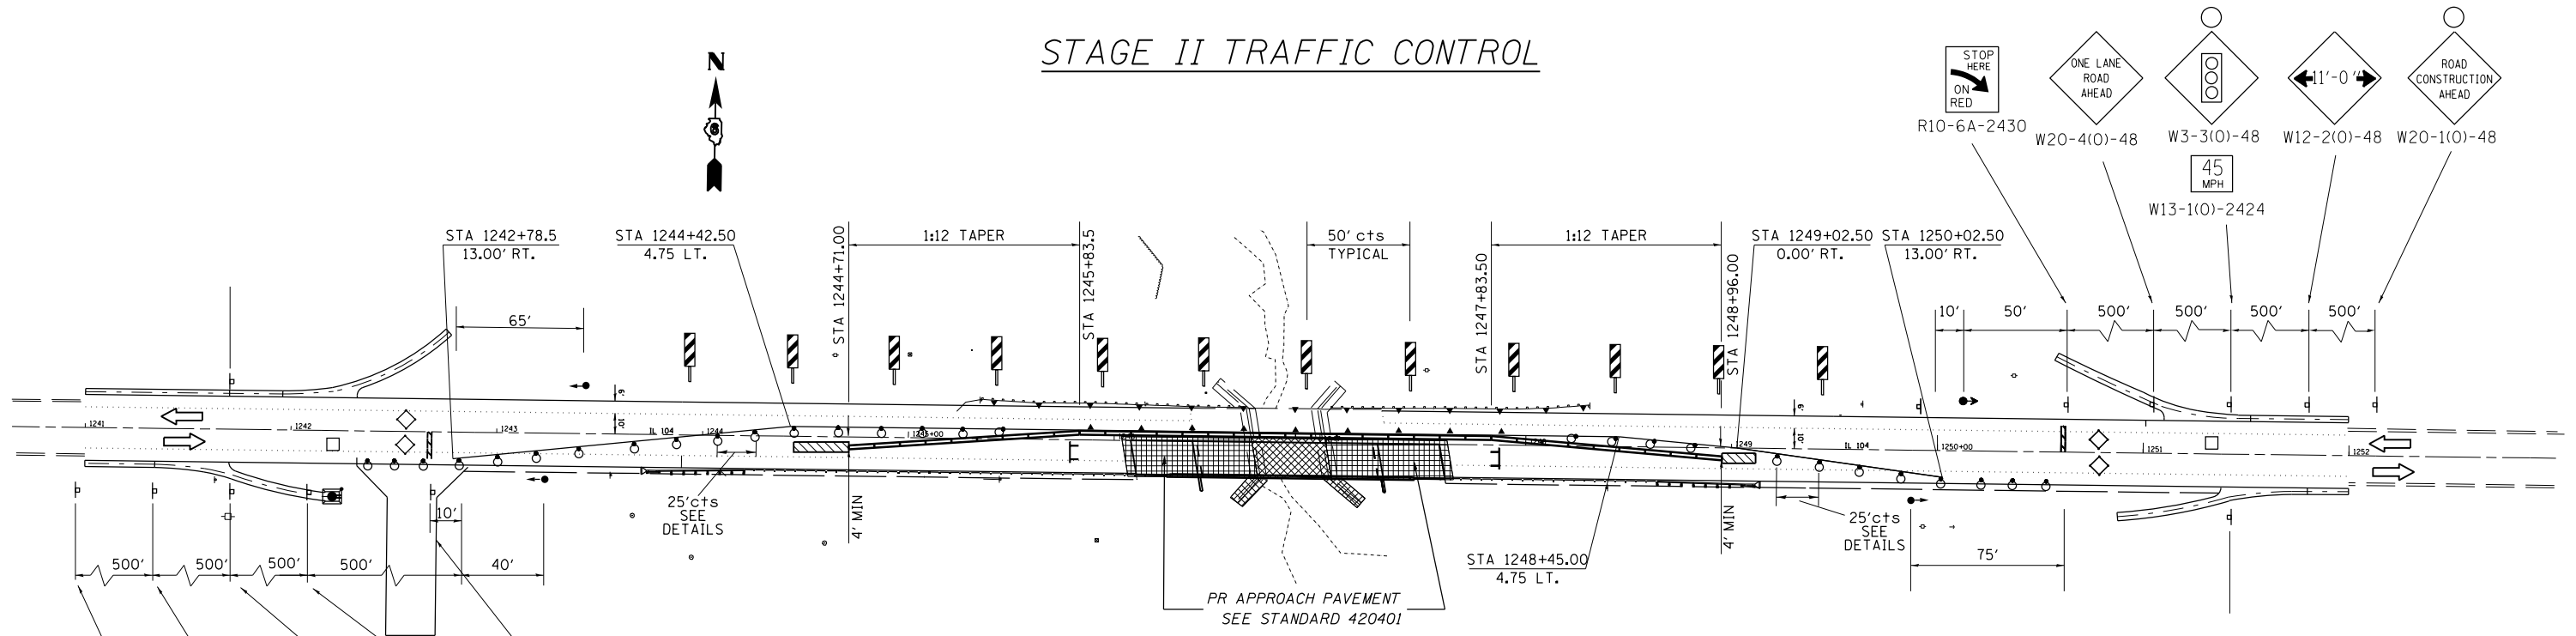 STAGE II TRAFFIC CONTROL
N
6
STOP
HERE
ON
RED
R10-6A-2430
ONE LANE
ROAD
AHEAD
W20-4(O)-48
W3-3(O)-48
45
MPH
W13-1(O)-2424
11'-0"
W12-2(O)-48
ROAD
CONSTRUCTION
AHEAD
W20-1(O)-48
STA 1242+78.5
13.00' RT.
STA 1244+42.50
4.75 LT.
STA 1244+71.00
1:12 TAPER
STA 1245+83.5
50' cts
TYPICAL
STA 1247+83.50
1:12 TAPER
STA 1248+96.00
STA 1249+02.50
0.00' RT.
STA 1250+02.50
13.00' RT.
65'
10'
50'
500'
500'
500'
500'
6'
10'
6'
10'
1241
1242
1243
IL 104
1244
1245+00
1249
IL 104
1250+00
1251
1252
25'cts
SEE
DETAILS
4' MIN
4' MIN
25'cts
SEE
DETAILS
10'
500'
500'
500'
500'
40'
75'
STA 1248+45.00
4.75 LT.
PR APPROACH PAVEMENT
SEE STANDARD 420401